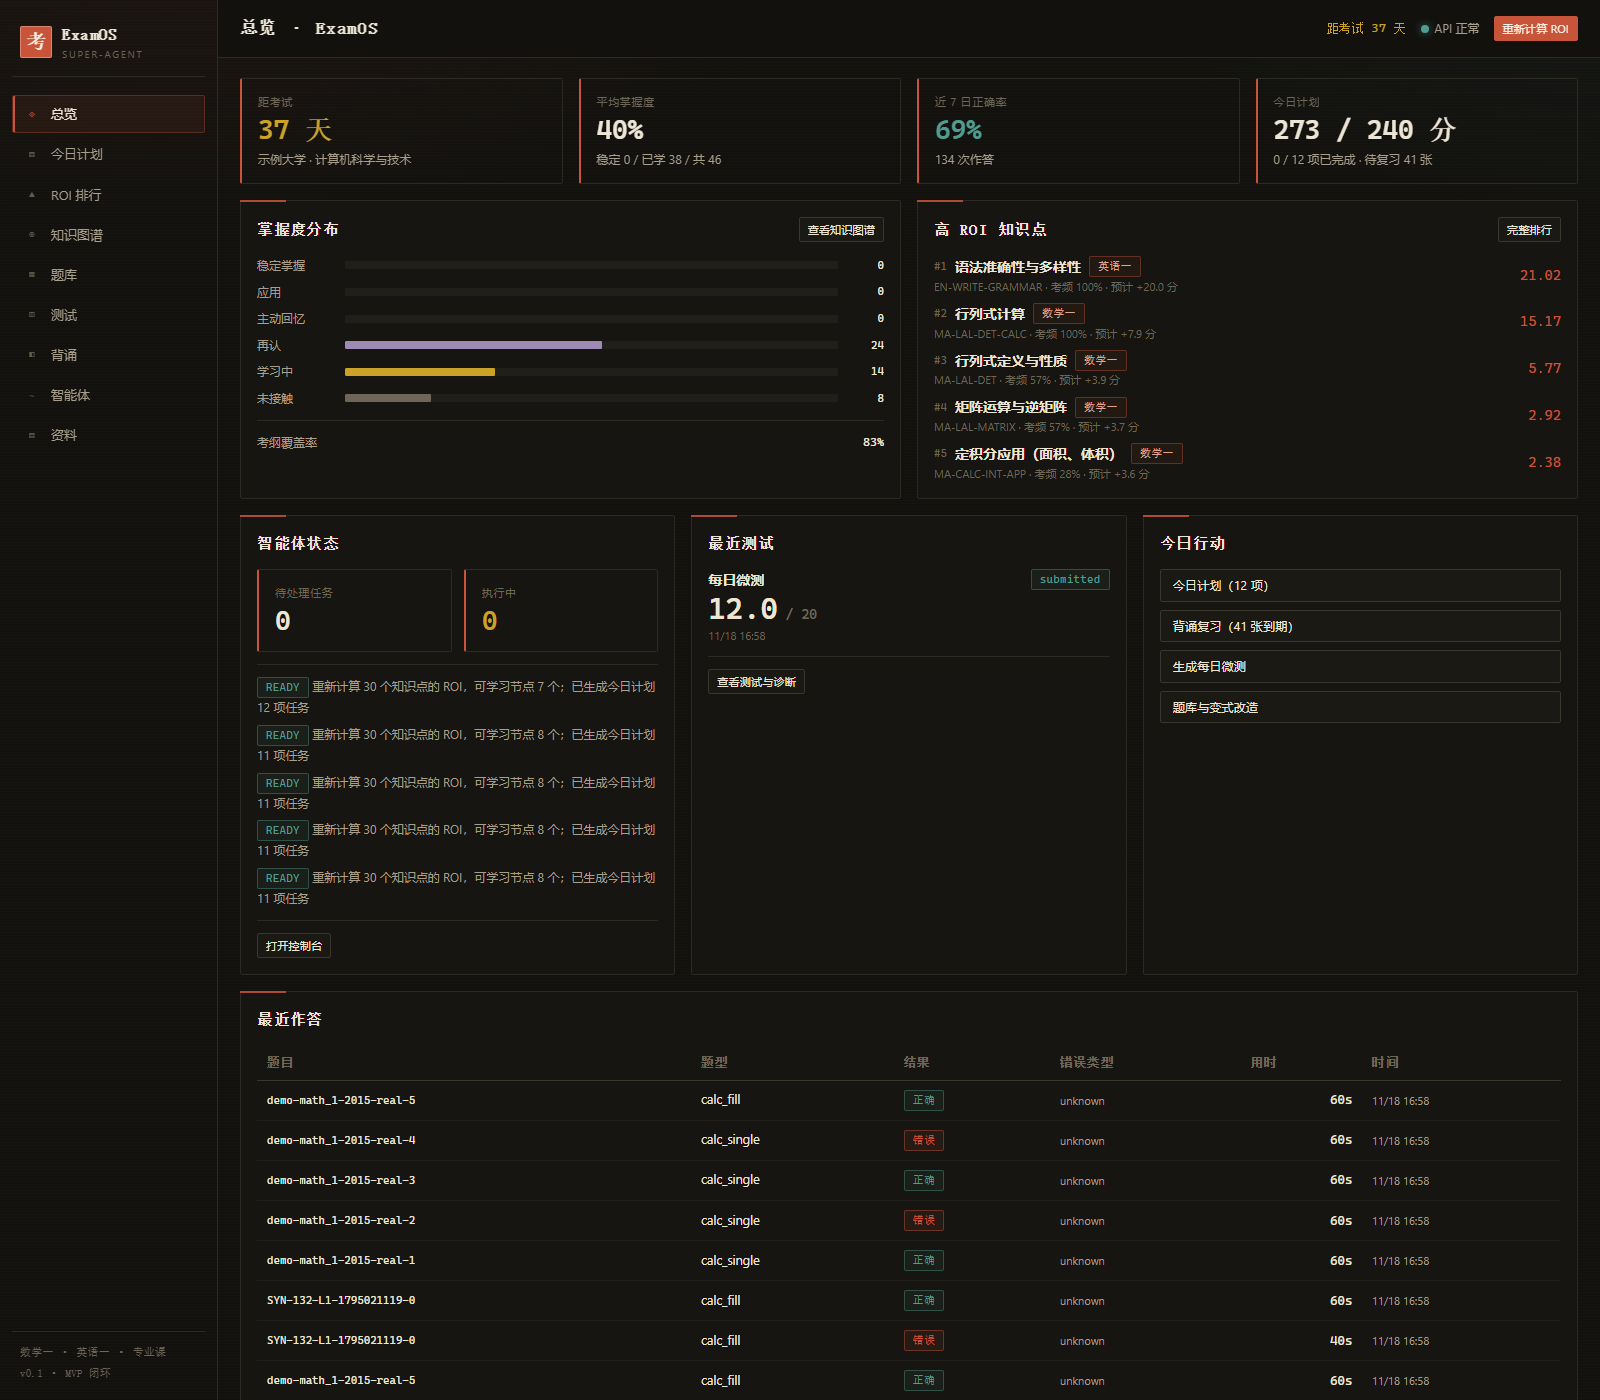 考
ExamOS
SUPER-AGENT
总览
今日计划
ROI 排行
知识图谱
题库
测试
背诵
智能体
资料
数学一 · 英语一 · 专业课
v0.1 · MVP 闭环
总览 · ExamOS
距考试 37 天
API 正常
重新计算 ROI
距考试
37 天
示例大学 · 计算机科学与技术
平均掌握度
40%
稳定 0 / 已学 38 / 共 46
近 7 日正确率
69%
134 次作答
今日计划
273 / 240 分
0 / 12 项已完成 · 待复习 41 张
掌握度分布
查看知识图谱
稳定掌握 0
应用 0
主动回忆 0
再认 24
学习中 14
未接触 8
考纲覆盖率 83%
高 ROI 知识点
完整排行
#1 语法准确性与多样性 英语一
EN-WRITE-GRAMMAR · 考频 100% · 预计 +20.0 分
21.02
#2 行列式计算 数学一
MA-LAL-DET-CALC · 考频 100% · 预计 +7.9 分
15.17
#3 行列式定义与性质 数学一
MA-LAL-DET · 考频 57% · 预计 +3.9 分
5.77
#4 矩阵运算与逆矩阵 数学一
MA-LAL-MATRIX · 考频 57% · 预计 +3.7 分
2.92
#5 定积分应用（面积、体积） 数学一
MA-CALC-INT-APP · 考频 28% · 预计 +3.6 分
2.38
智能体状态
待处理任务
0
执行中
0
READY 重新计算 30 个知识点的 ROI，可学习节点 7 个；已生成今日计划
12 项任务
READY 重新计算 30 个知识点的 ROI，可学习节点 8 个；已生成今日计划
11 项任务
READY 重新计算 30 个知识点的 ROI，可学习节点 8 个；已生成今日计划
11 项任务
READY 重新计算 30 个知识点的 ROI，可学习节点 8 个；已生成今日计划
11 项任务
READY 重新计算 30 个知识点的 ROI，可学习节点 8 个；已生成今日计划
11 项任务
打开控制台
最近测试
每日微测
submitted
12.0 / 20
11/18 16:58
查看测试与诊断
今日行动
今日计划（12 项）
背诵复习（41 张到期）
生成每日微测
题库与变式改造
最近作答
题目 题型 结果 错误类型 用时 时间
demo-math_1-2015-real-5 calc_fill 正确 unknown 60s 11/18 16:58
demo-math_1-2015-real-4 calc_single 错误 unknown 60s 11/18 16:58
demo-math_1-2015-real-3 calc_single 正确 unknown 60s 11/18 16:58
demo-math_1-2015-real-2 calc_single 错误 unknown 60s 11/18 16:58
demo-math_1-2015-real-1 calc_single 正确 unknown 60s 11/18 16:58
SYN-132-L1-1795021119-0 calc_fill 正确 unknown 60s 11/18 16:58
SYN-132-L1-1795021119-0 calc_fill 错误 unknown 40s 11/18 16:58
demo-math_1-2015-real-5 calc_fill 正确 unknown 60s 11/18 16:58